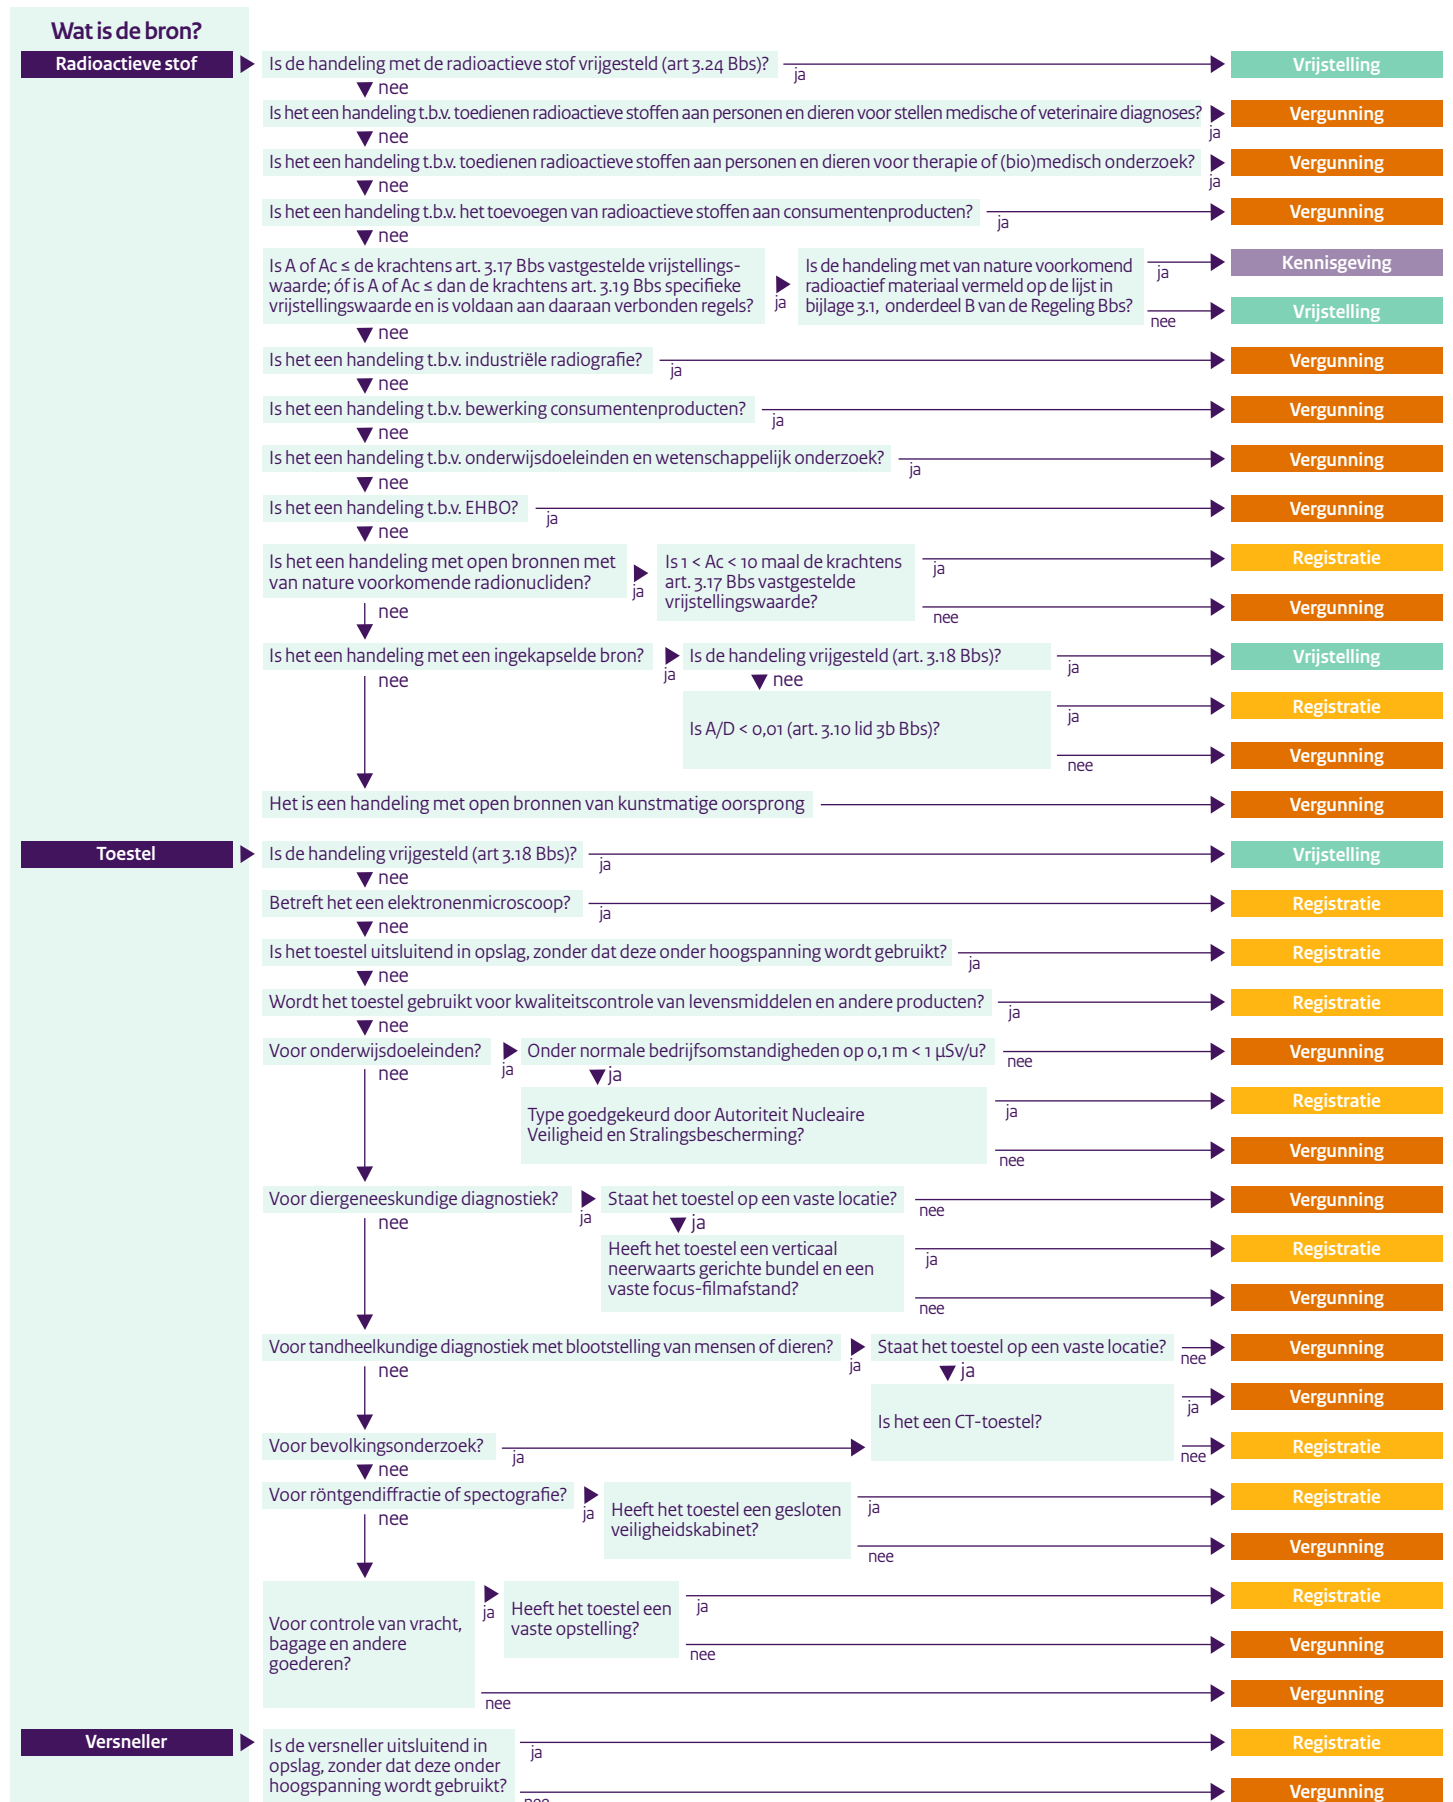 Wat is de bron?
Radioactieve stof
Is de handeling met de radioactieve stof vrijgesteld (art 3.24 Bbs)?
ja
Vrijstelling
nee
Is het een handeling t.b.v. toedienen radioactieve stoffen aan personen en dieren voor stellen medische of veterinaire diagnoses?
ja
Vergunning
nee
Is het een handeling t.b.v. toedienen radioactieve stoffen aan personen en dieren voor therapie of (bio)medisch onderzoek?
ja
Vergunning
nee
Is het een handeling t.b.v. het toevoegen van radioactieve stoffen aan consumentenproducten?
ja
Vergunning
nee
Is A of Ac ≤ de krachtens art. 3.17 Bbs vastgestelde vrijstellings-
waarde; óf is A of Ac ≤ dan de krachtens art. 3.19 Bbs specifieke
vrijstellingswaarde en is voldaan aan daaraan verbonden regels?
ja
Is de handeling met van nature voorkomend
radioactief materiaal vermeld op de lijst in
bijlage 3.1, onderdeel B van de Regeling Bbs?
ja
Kennisgeving
nee
Vrijstelling
nee
Is het een handeling t.b.v. industriële radiografie?
ja
Vergunning
nee
Is het een handeling t.b.v. bewerking consumentenproducten?
ja
Vergunning
nee
Is het een handeling t.b.v. onderwijsdoeleinden en wetenschappelijk onderzoek?
ja
Vergunning
nee
Is het een handeling t.b.v. EHBO?
ja
Vergunning
nee
Is het een handeling met open bronnen met
van nature voorkomende radionucliden?
ja
Is 1 < Ac < 10 maal de krachtens
art. 3.17 Bbs vastgestelde
vrijstellingswaarde?
ja
Registratie
nee
Vergunning
nee
Is het een handeling met een ingekapselde bron?
ja
Is de handeling vrijgesteld (art. 3.18 Bbs)?
ja
Vrijstelling
nee
nee
Is A/D < 0,01 (art. 3.10 lid 3b Bbs)?
ja
Registratie
nee
Vergunning
Het is een handeling met open bronnen van kunstmatige oorsprong
Vergunning
Toestel
Is de handeling vrijgesteld (art 3.18 Bbs)?
ja
Vrijstelling
nee
Betreft het een elektronenmicroscoop?
ja
Registratie
nee
Is het toestel uitsluitend in opslag, zonder dat deze onder hoogspanning wordt gebruikt?
ja
Registratie
nee
Wordt het toestel gebruikt voor kwaliteitscontrole van levensmiddelen en andere producten?
ja
Registratie
nee
Voor onderwijsdoeleinden?
ja
Onder normale bedrijfsomstandigheden op 0,1 m < 1 µSv/u?
nee
Vergunning
nee
ja
Type goedgekeurd door Autoriteit Nucleaire
Veiligheid en Stralingsbescherming?
ja
Registratie
nee
Vergunning
Voor diergeneeskundige diagnostiek?
ja
Staat het toestel op een vaste locatie?
nee
Vergunning
nee
ja
Heeft het toestel een verticaal
neerwaarts gerichte bundel en een
vaste focus-filmafstand?
ja
Registratie
nee
Vergunning
Voor tandheelkundige diagnostiek met blootstelling van mensen of dieren?
ja
Staat het toestel op een vaste locatie?
nee
Vergunning
nee
ja
Is het een CT-toestel?
ja
Vergunning
nee
Registratie
Voor bevolkingsonderzoek?
ja
nee
Voor röntgendiffractie of spectografie?
ja
Heeft het toestel een gesloten
veiligheidskabinet?
ja
Registratie
nee
Vergunning
nee
Voor controle van vracht,
bagage en andere
goederen?
ja
Heeft het toestel een
vaste opstelling?
ja
Registratie
nee
Vergunning
nee
Vergunning
Versneller
Is de versneller uitsluitend in
opslag, zonder dat deze onder
hoogspanning wordt gebruikt?
ja
Registratie
nee
Vergunning